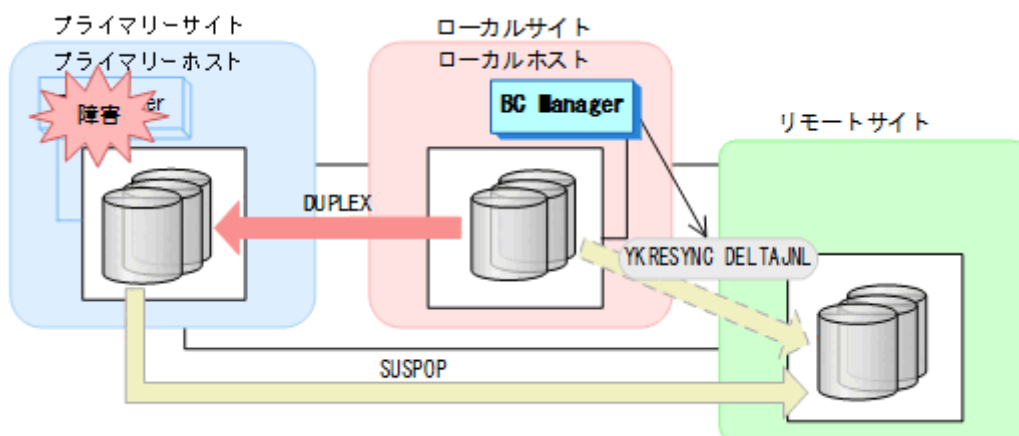 プライマリーサイト
プライマリーホスト
障害
er
ローカルサイト
ローカルホスト
BC Manager
リモートサイト
DUPLEX
YKRESYNC DELTAJNL
SUSPOP